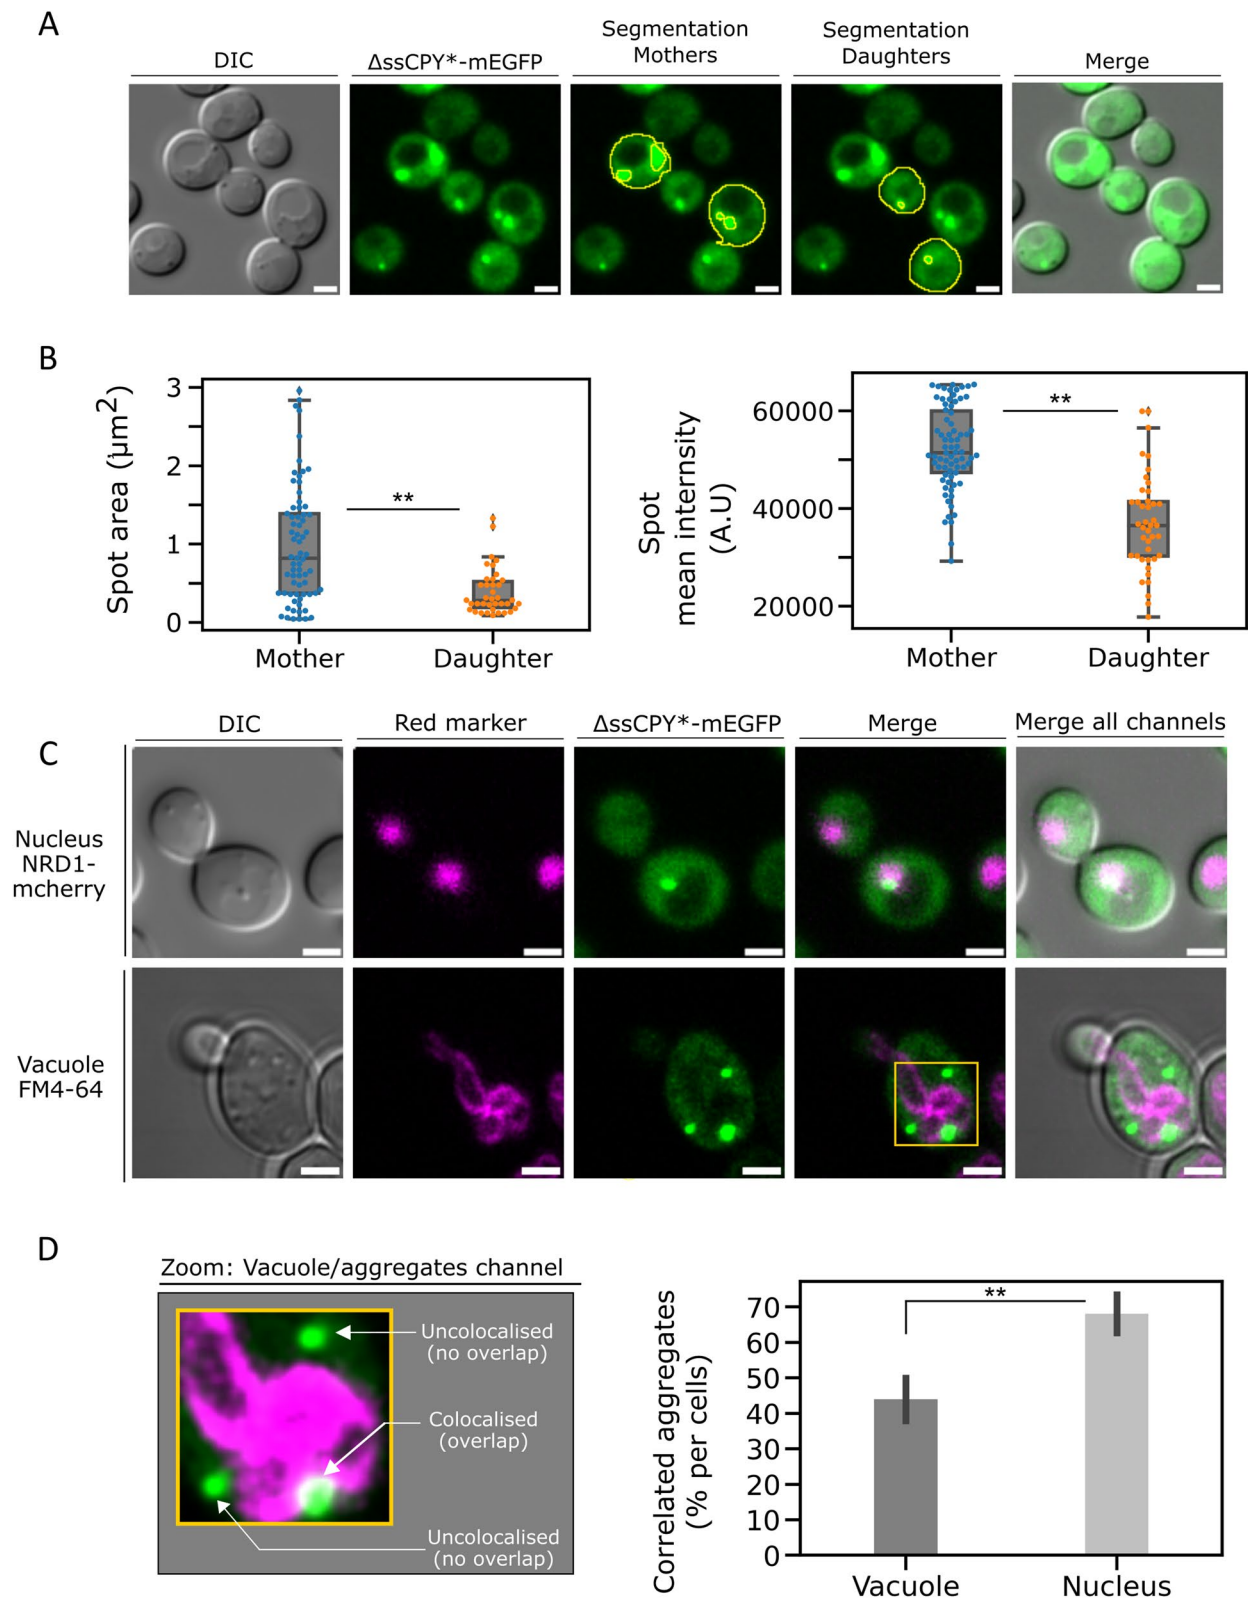 A
DIC
ΔssCPY*-mEGFP
Segmentation
Mothers
Segmentation
Daughters
Merge
B
Spot area (µm²)
3
2
1
0
**
Mother
Daughter
Spot
mean internsity
(A.U)
60000
40000
20000
**
Mother
Daughter
C
DIC
Red marker
ΔssCPY*-mEGFP
Merge
Merge all channels
Nucleus
NRD1-
mcherry
Vacuole
FM4-64
D
Zoom: Vacuole/aggregates channel
Uncolocalised
(no overlap)
Colocalised
(overlap)
Uncolocalised
(no overlap)
Correlated aggregates
(% per cells)
70
60
50
40
30
20
10
0
**
Vacuole
Nucleus